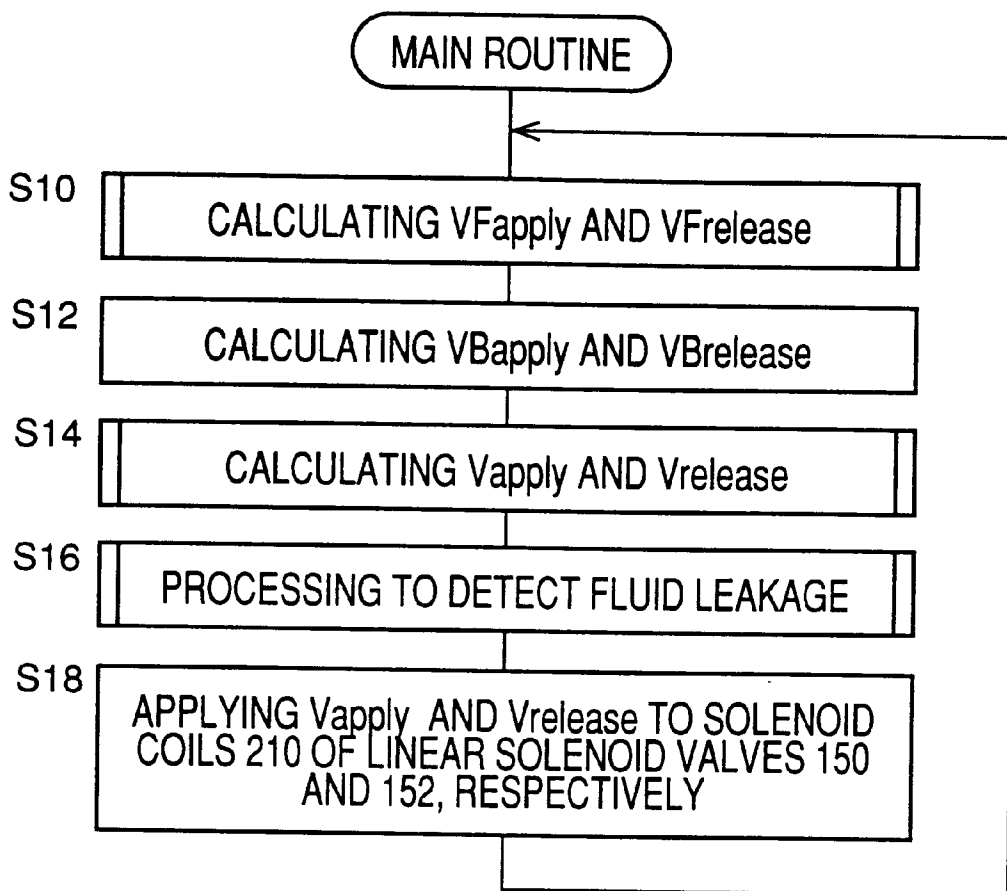 MAIN ROUTINE
S10
CALCULATING VFapply AND VFrelease
S12
CALCULATING VBapply AND VBrelease
S14
CALCULATING Vapply AND Vrelease
S16
PROCESSING TO DETECT FLUID LEAKAGE
S18
APPLYING Vapply AND Vrelease TO SOLENOID
COILS 210 OF LINEAR SOLENOID VALVES 150
AND 152, RESPECTIVELY